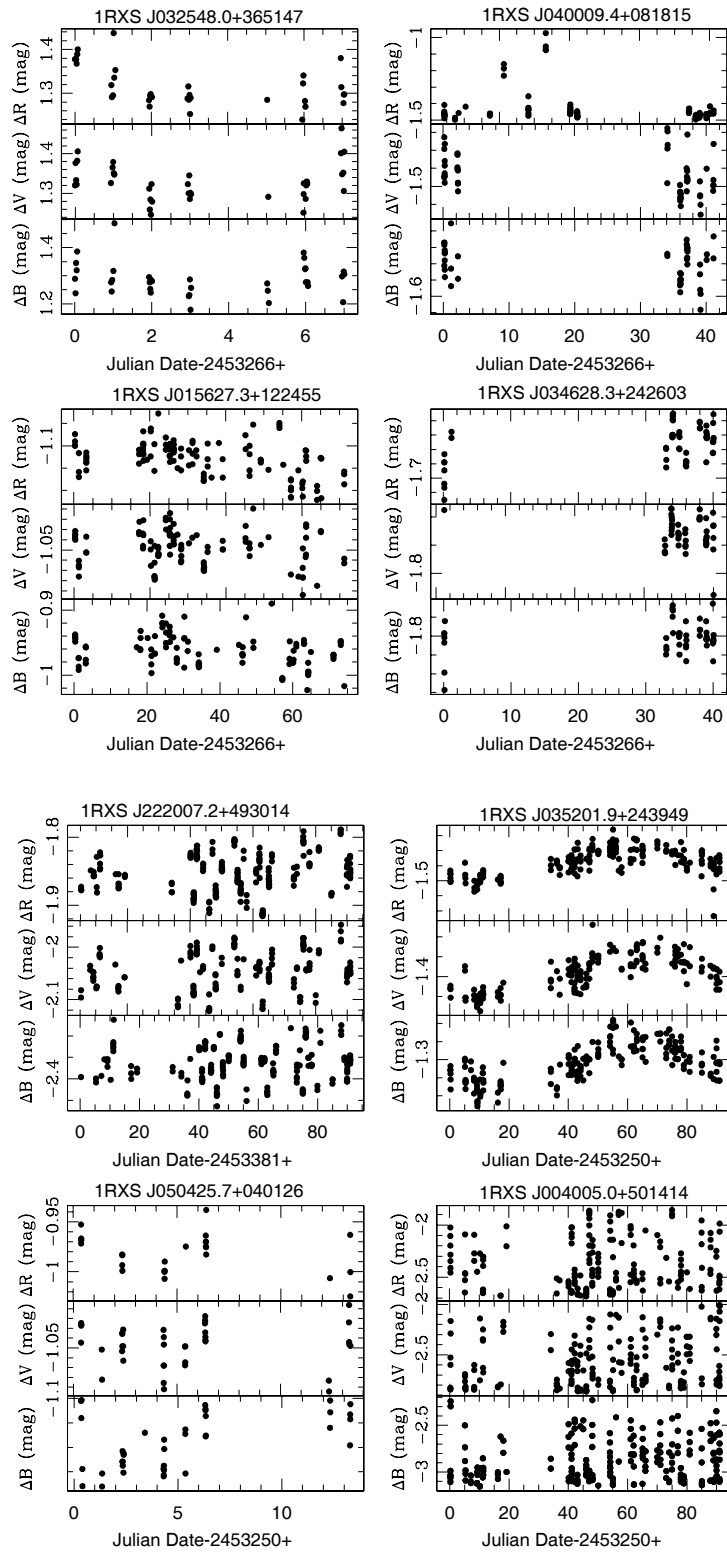 1RXS J032548.0+365147
ΔR (mag)
1.3 1.4
ΔV (mag)
1.3 1.4
ΔB (mag)
1.2 1.4
0 2 4 6
Julian Date-2453266+
1RXS J040009.4+081815
ΔR (mag)
−1.5 −1
ΔV (mag)
−1.5
ΔB (mag)
−1.6
0 10 20 30 40
Julian Date-2453266+
1RXS J015627.3+122455
ΔR (mag)
−1.1
ΔV (mag)
−1.05
ΔB (mag)
−1 −0.9
0 20 40 60
Julian Date-2453266+
1RXS J034628.3+242603
ΔR (mag)
−1.7
ΔV (mag)
−1.8
ΔB (mag)
−1.8
0 10 20 30 40
Julian Date-2453266+
1RXS J222007.2+493014
ΔR (mag)
−1.9 −1.8
ΔV (mag)
−2.1 −2
ΔB (mag)
−2.4
0 20 40 60 80
Julian Date-2453381+
1RXS J035201.9+243949
ΔR (mag)
−1.5
ΔV (mag)
−1.4
ΔB (mag)
−1.3
0 20 40 60 80
Julian Date-2453250+
1RXS J050425.7+040126
ΔR (mag)
−1 −0.95
ΔV (mag)
−1.1 −1.05
ΔB (mag)
−1
0 5 10
Julian Date-2453250+
1RXS J004005.0+501414
ΔR (mag)
−2.5 −2
ΔV (mag)
−2.5 −2
ΔB (mag)
−3 −2.5
0 20 40 60 80
Julian Date-2453250+